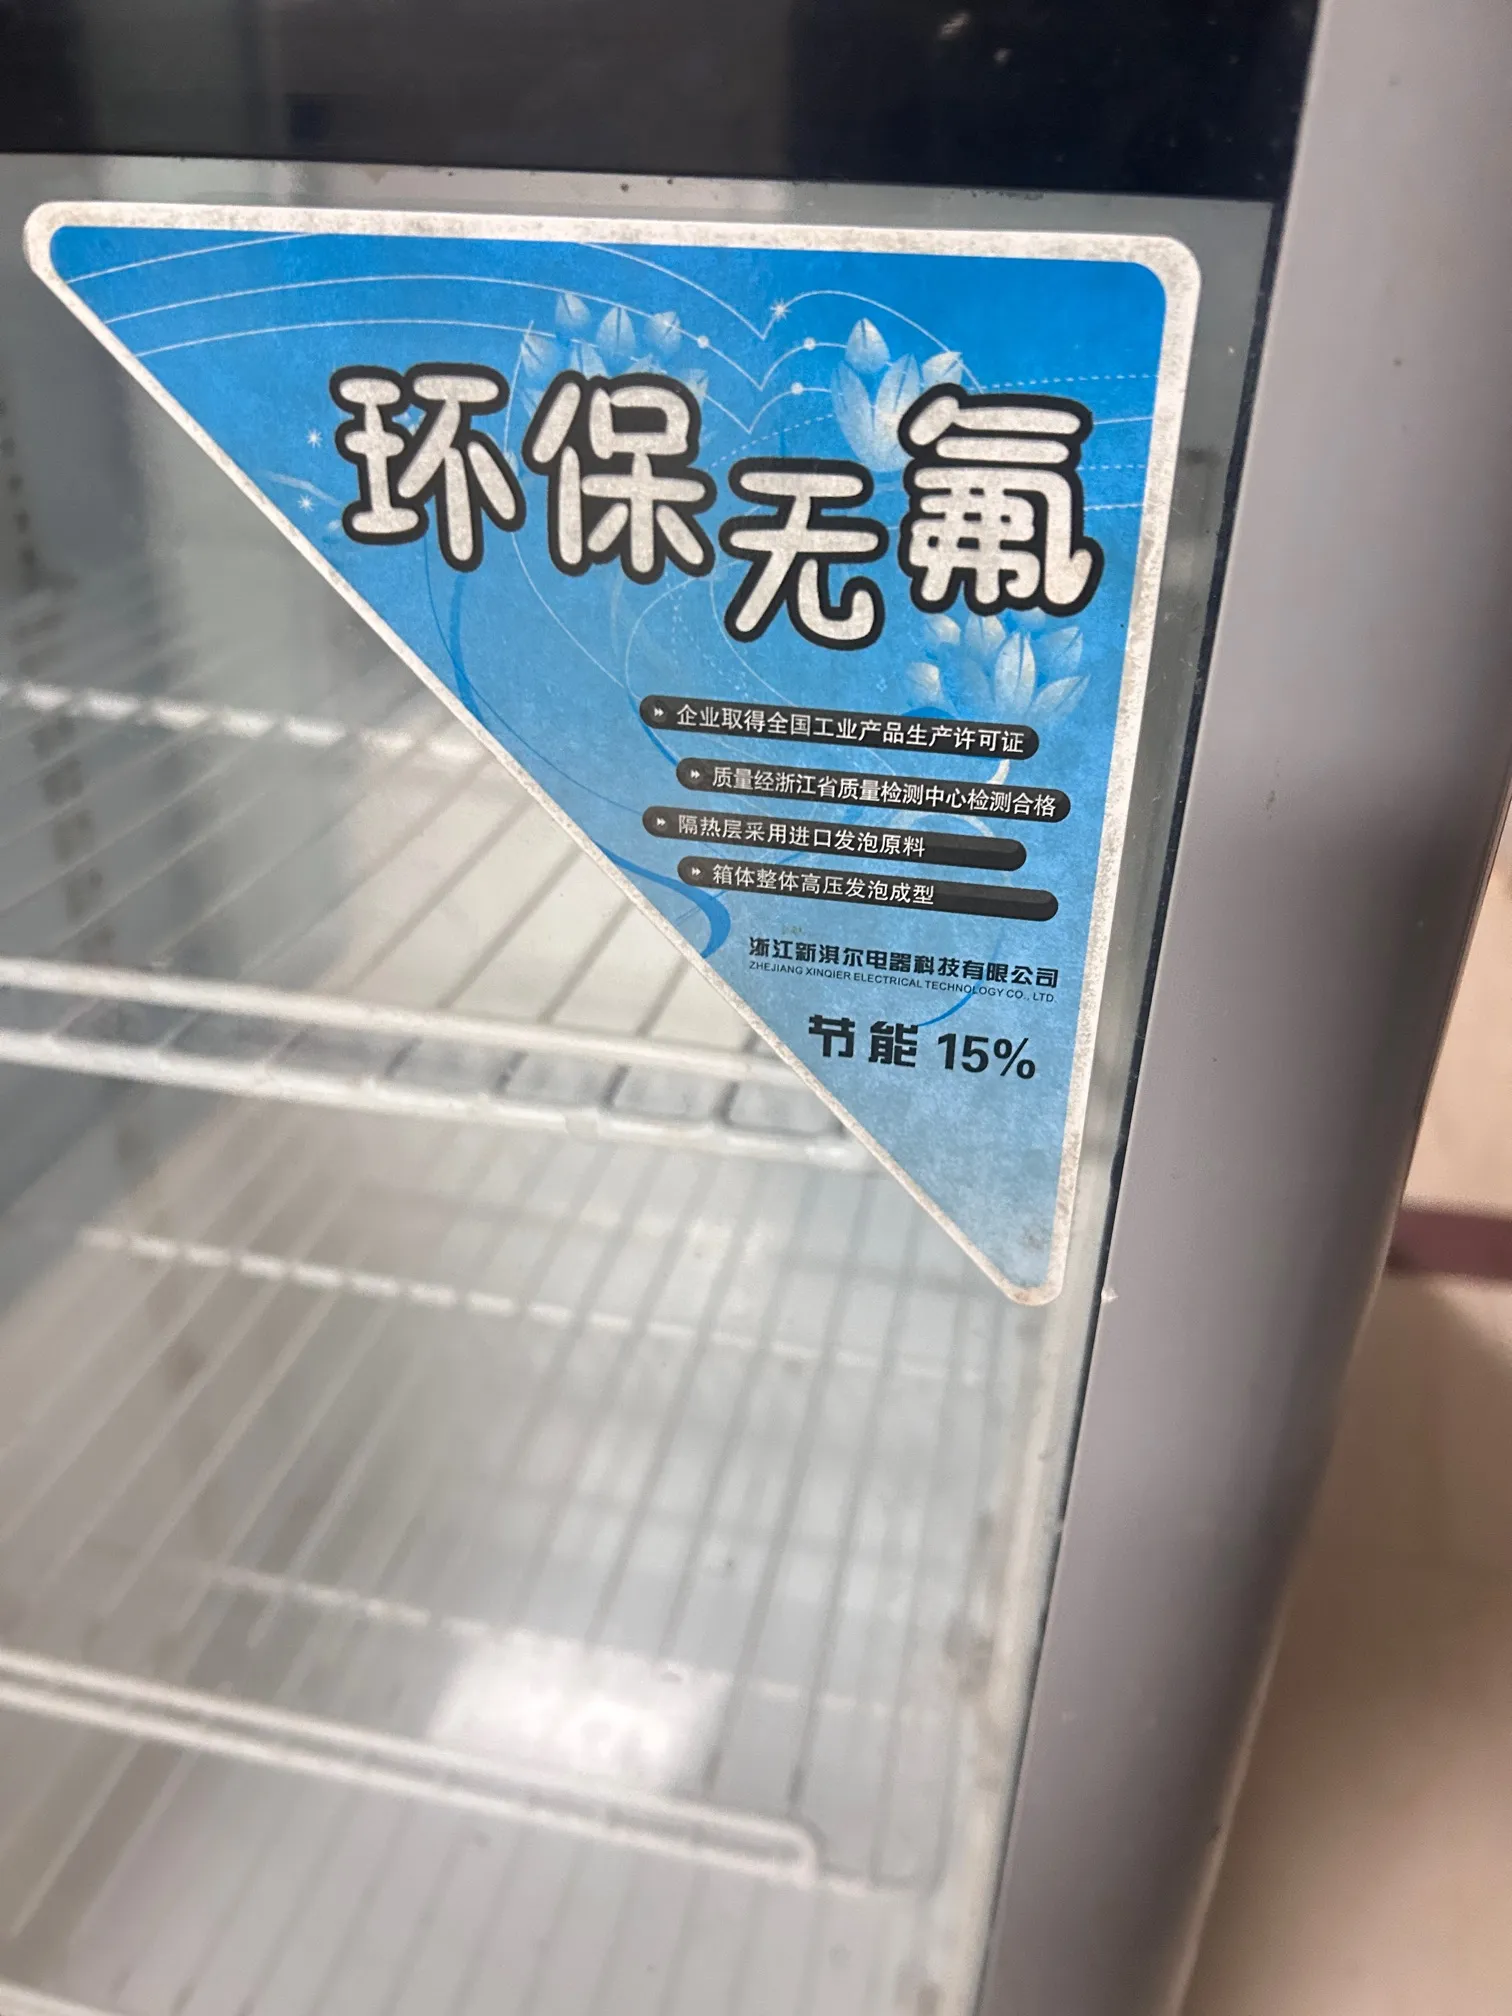 环保无氟
企业取得全国工业产品生产许可证
质量经浙江省质量检测中心检测合格
隔热层采用进口发泡原料
箱体整体高压发泡成型
浙江新淇尔电器科技有限公司
ZHEJIANG XINQIER ELECTRICAL TECHNOLOGY CO., LTD.
节能 15%